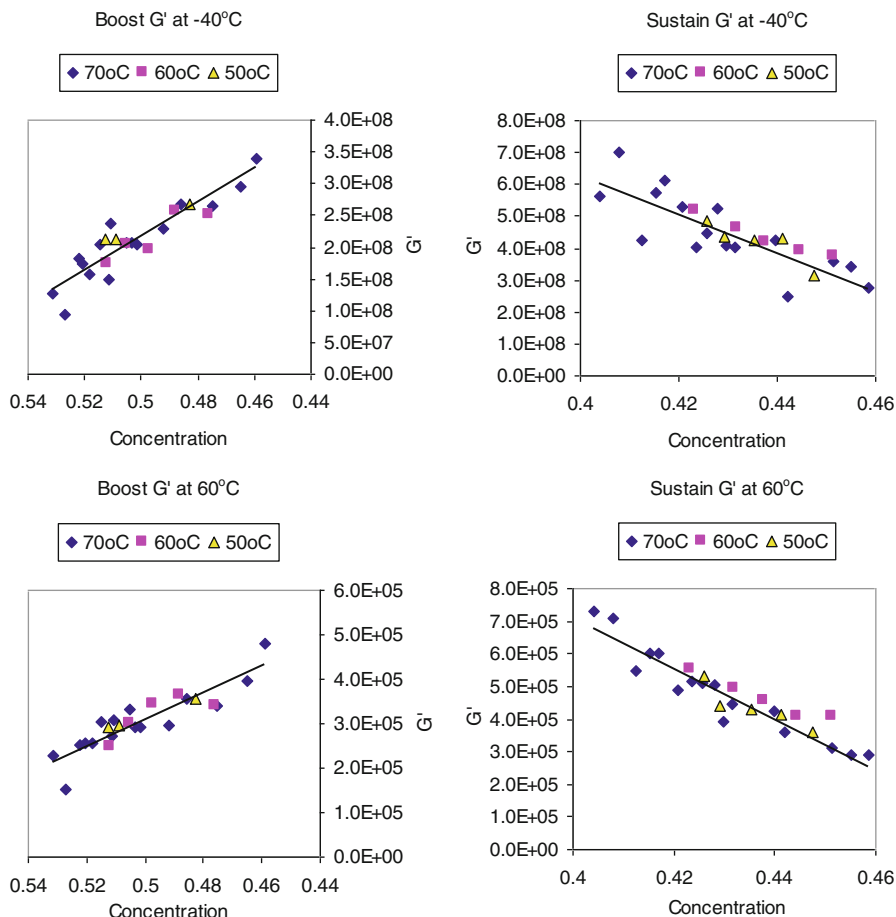 Boost G' at -40°C
70oC 60oC 50oC
4.0E+08
3.5E+08
3.0E+08
2.5E+08
2.0E+08
1.5E+08
1.0E+08
5.0E+07
0.0E+00
G'
0.54 0.52 0.5 0.48 0.46 0.44
Concentration
Sustain G' at -40°C
70oC 60oC 50oC
8.0E+08
7.0E+08
6.0E+08
5.0E+08
4.0E+08
3.0E+08
2.0E+08
1.0E+08
0.0E+00
G'
0.4 0.42 0.44 0.46
Concentration
Boost G' at 60°C
70oC 60oC 50oC
6.0E+05
5.0E+05
4.0E+05
3.0E+05
2.0E+05
1.0E+05
0.0E+00
G'
0.54 0.52 0.5 0.48 0.46 0.44
Concentration
Sustain G' at 60°C
70oC 60oC 50oC
8.0E+05
7.0E+05
6.0E+05
5.0E+05
4.0E+05
3.0E+05
2.0E+05
1.0E+05
0.0E+00
G'
0.4 0.42 0.44 0.46
Concentration